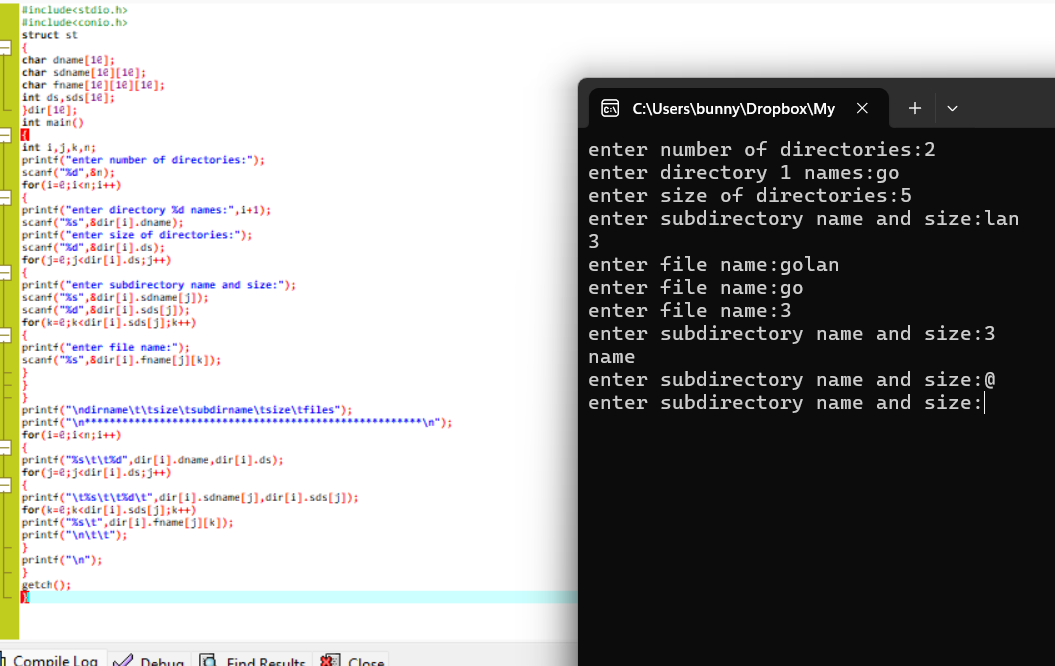 #include<stdio.h>
#include<conio.h>
struct st
{
char dname[10];
char sdname[10][10];
char fname[10][10][10];
int ds,sds[10];
}dir[10];
int main()
{
int i,j,k,n;
printf("enter number of directories:");
scanf("%d",&n);
for(i=0;i<n;i++)
{
printf("enter directory %d names:",i+1);
scanf("%s",&dir[i].dname);
printf("enter size of directories:");
scanf("%d",&dir[i].ds);
for(j=0;j<dir[i].ds;j++)
{
printf("enter subdirectory name and size:");
scanf("%s",&dir[i].sdname[j]);
scanf("%d",&dir[i].sds[j]);
for(k=0;k<dir[i].sds[j];k++)
{
printf("enter file name:");
scanf("%s",&dir[i].fname[j][k]);
}
}
}
printf("\ndirname\t\tsize\tsubdirname\tsize\tfiles");
printf("\n******************************************************\n");
for(i=0;i<n;i++)
{
printf("%s\t\t%d",dir[i].dname,dir[i].ds);
for(j=0;j<dir[i].ds;j++)
{
printf("\t%s\t\t%d\t",dir[i].sdname[j],dir[i].sds[j]);
for(k=0;k<dir[i].sds[j];k++)
printf("%s\t",dir[i].fname[j][k]);
printf("\n\t\t");
}
printf("\n");
}
getch();
}
Compile Log Debug Find Results Close
C:\Users\bunny\Dropbox\My
enter number of directories:2
enter directory 1 names:go
enter size of directories:5
enter subdirectory name and size:lan
3
enter file name:golan
enter file name:go
enter file name:3
enter subdirectory name and size:3
name
enter subdirectory name and size:@
enter subdirectory name and size: